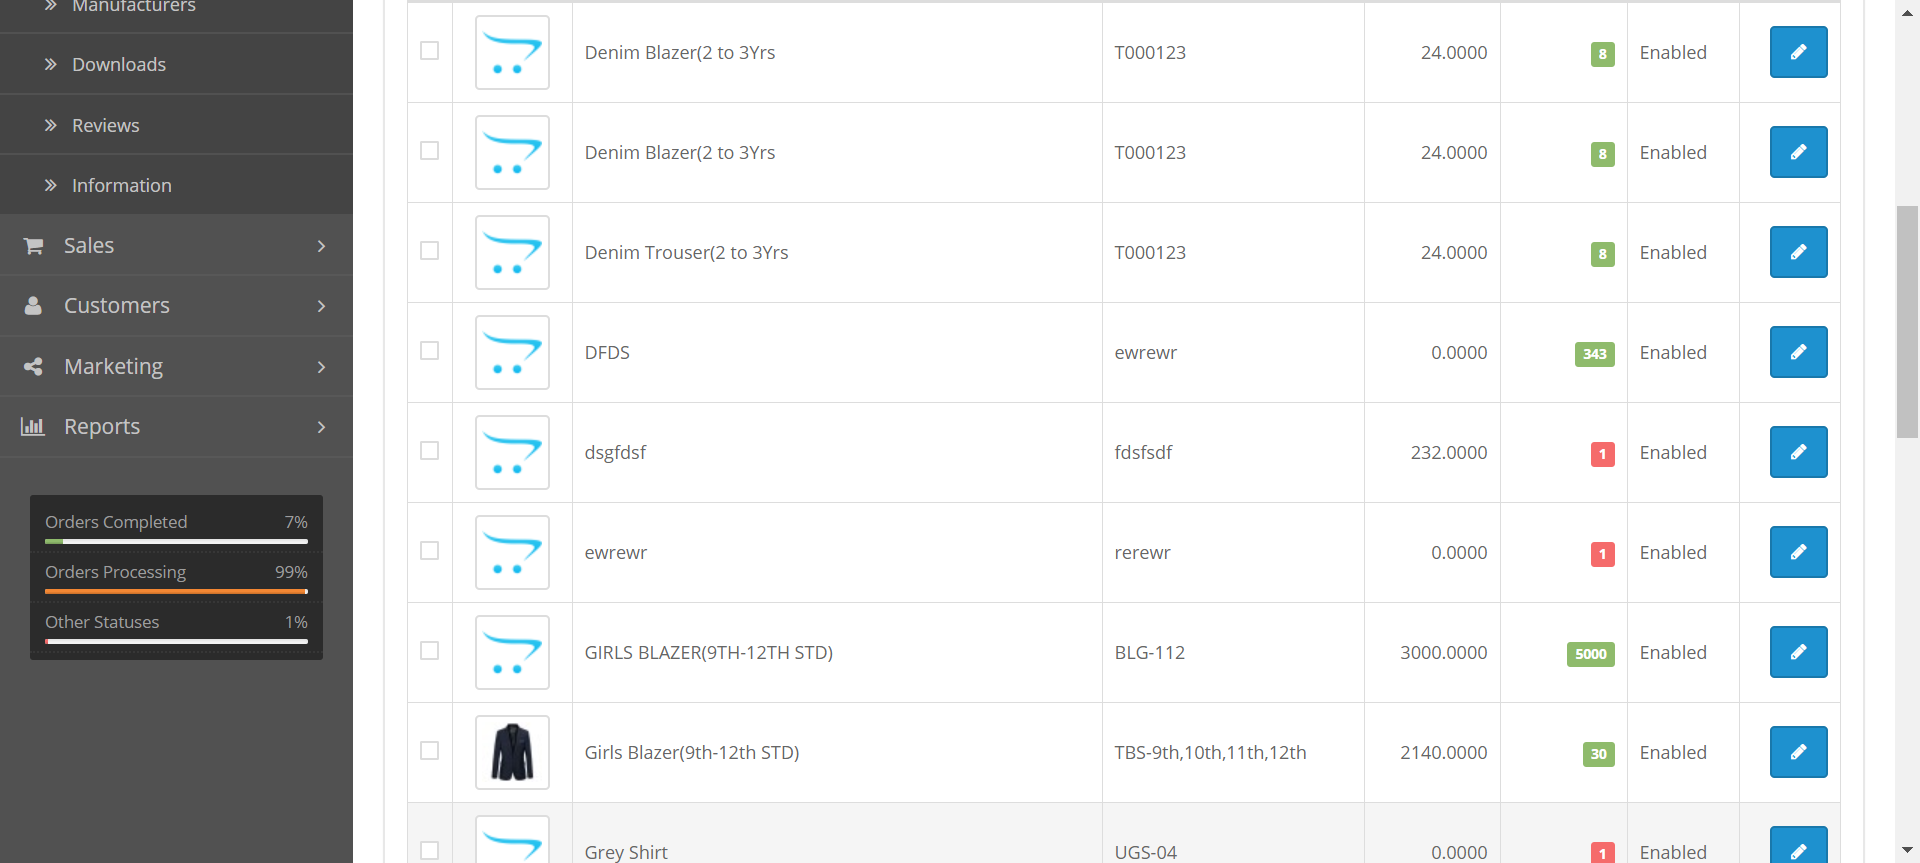 Manufacturers
Downloads
Reviews
Information
Sales
Customers
Marketing
Reports
Orders Completed 7%
Orders Processing 99%
Other Statuses 1%
Denim Blazer(2 to 3Yrs T000123 24.0000 8 Enabled
Denim Blazer(2 to 3Yrs T000123 24.0000 8 Enabled
Denim Trouser(2 to 3Yrs T000123 24.0000 8 Enabled
DFDS ewrewr 0.0000 343 Enabled
dsgfdsf fdsfsdf 232.0000 1 Enabled
ewrewr rerewr 0.0000 1 Enabled
GIRLS BLAZER(9TH-12TH STD) BLG-112 3000.0000 5000 Enabled
Girls Blazer(9th-12th STD) TBS-9th,10th,11th,12th 2140.0000 30 Enabled
Grey Shirt UGS-04 0.0000 1 Enabled